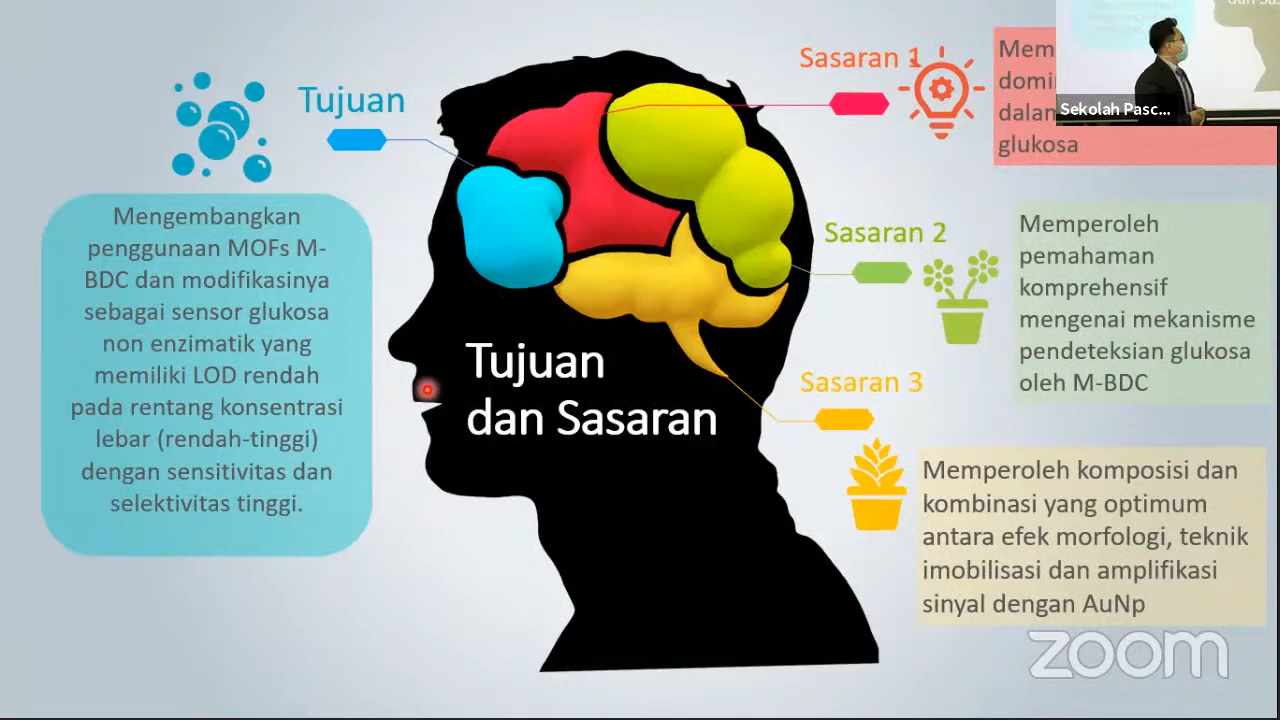 Tujuan
Mengembangkan
penggunaan MOFs M-
BDC dan modifikasinya
sebagai sensor glukosa
non enzimatik yang
memiliki LOD rendah
pada rentang konsentrasi
lebar (rendah-tinggi)
dengan sensitivitas dan
selektivitas tinggi.
Tujuan
dan Sasaran
Sasaran 1
glukosa
Sekolah Pasc...
Sasaran 2
Memperoleh
pemahaman
komprehensif
mengenai mekanisme
pendeteksian glukosa
oleh M-BDC
Sasaran 3
Memperoleh komposisi dan
kombinasi yang optimum
antara efek morfologi, teknik
imobilisasi dan amplifikasi
sinyal dengan AuNp
zoom